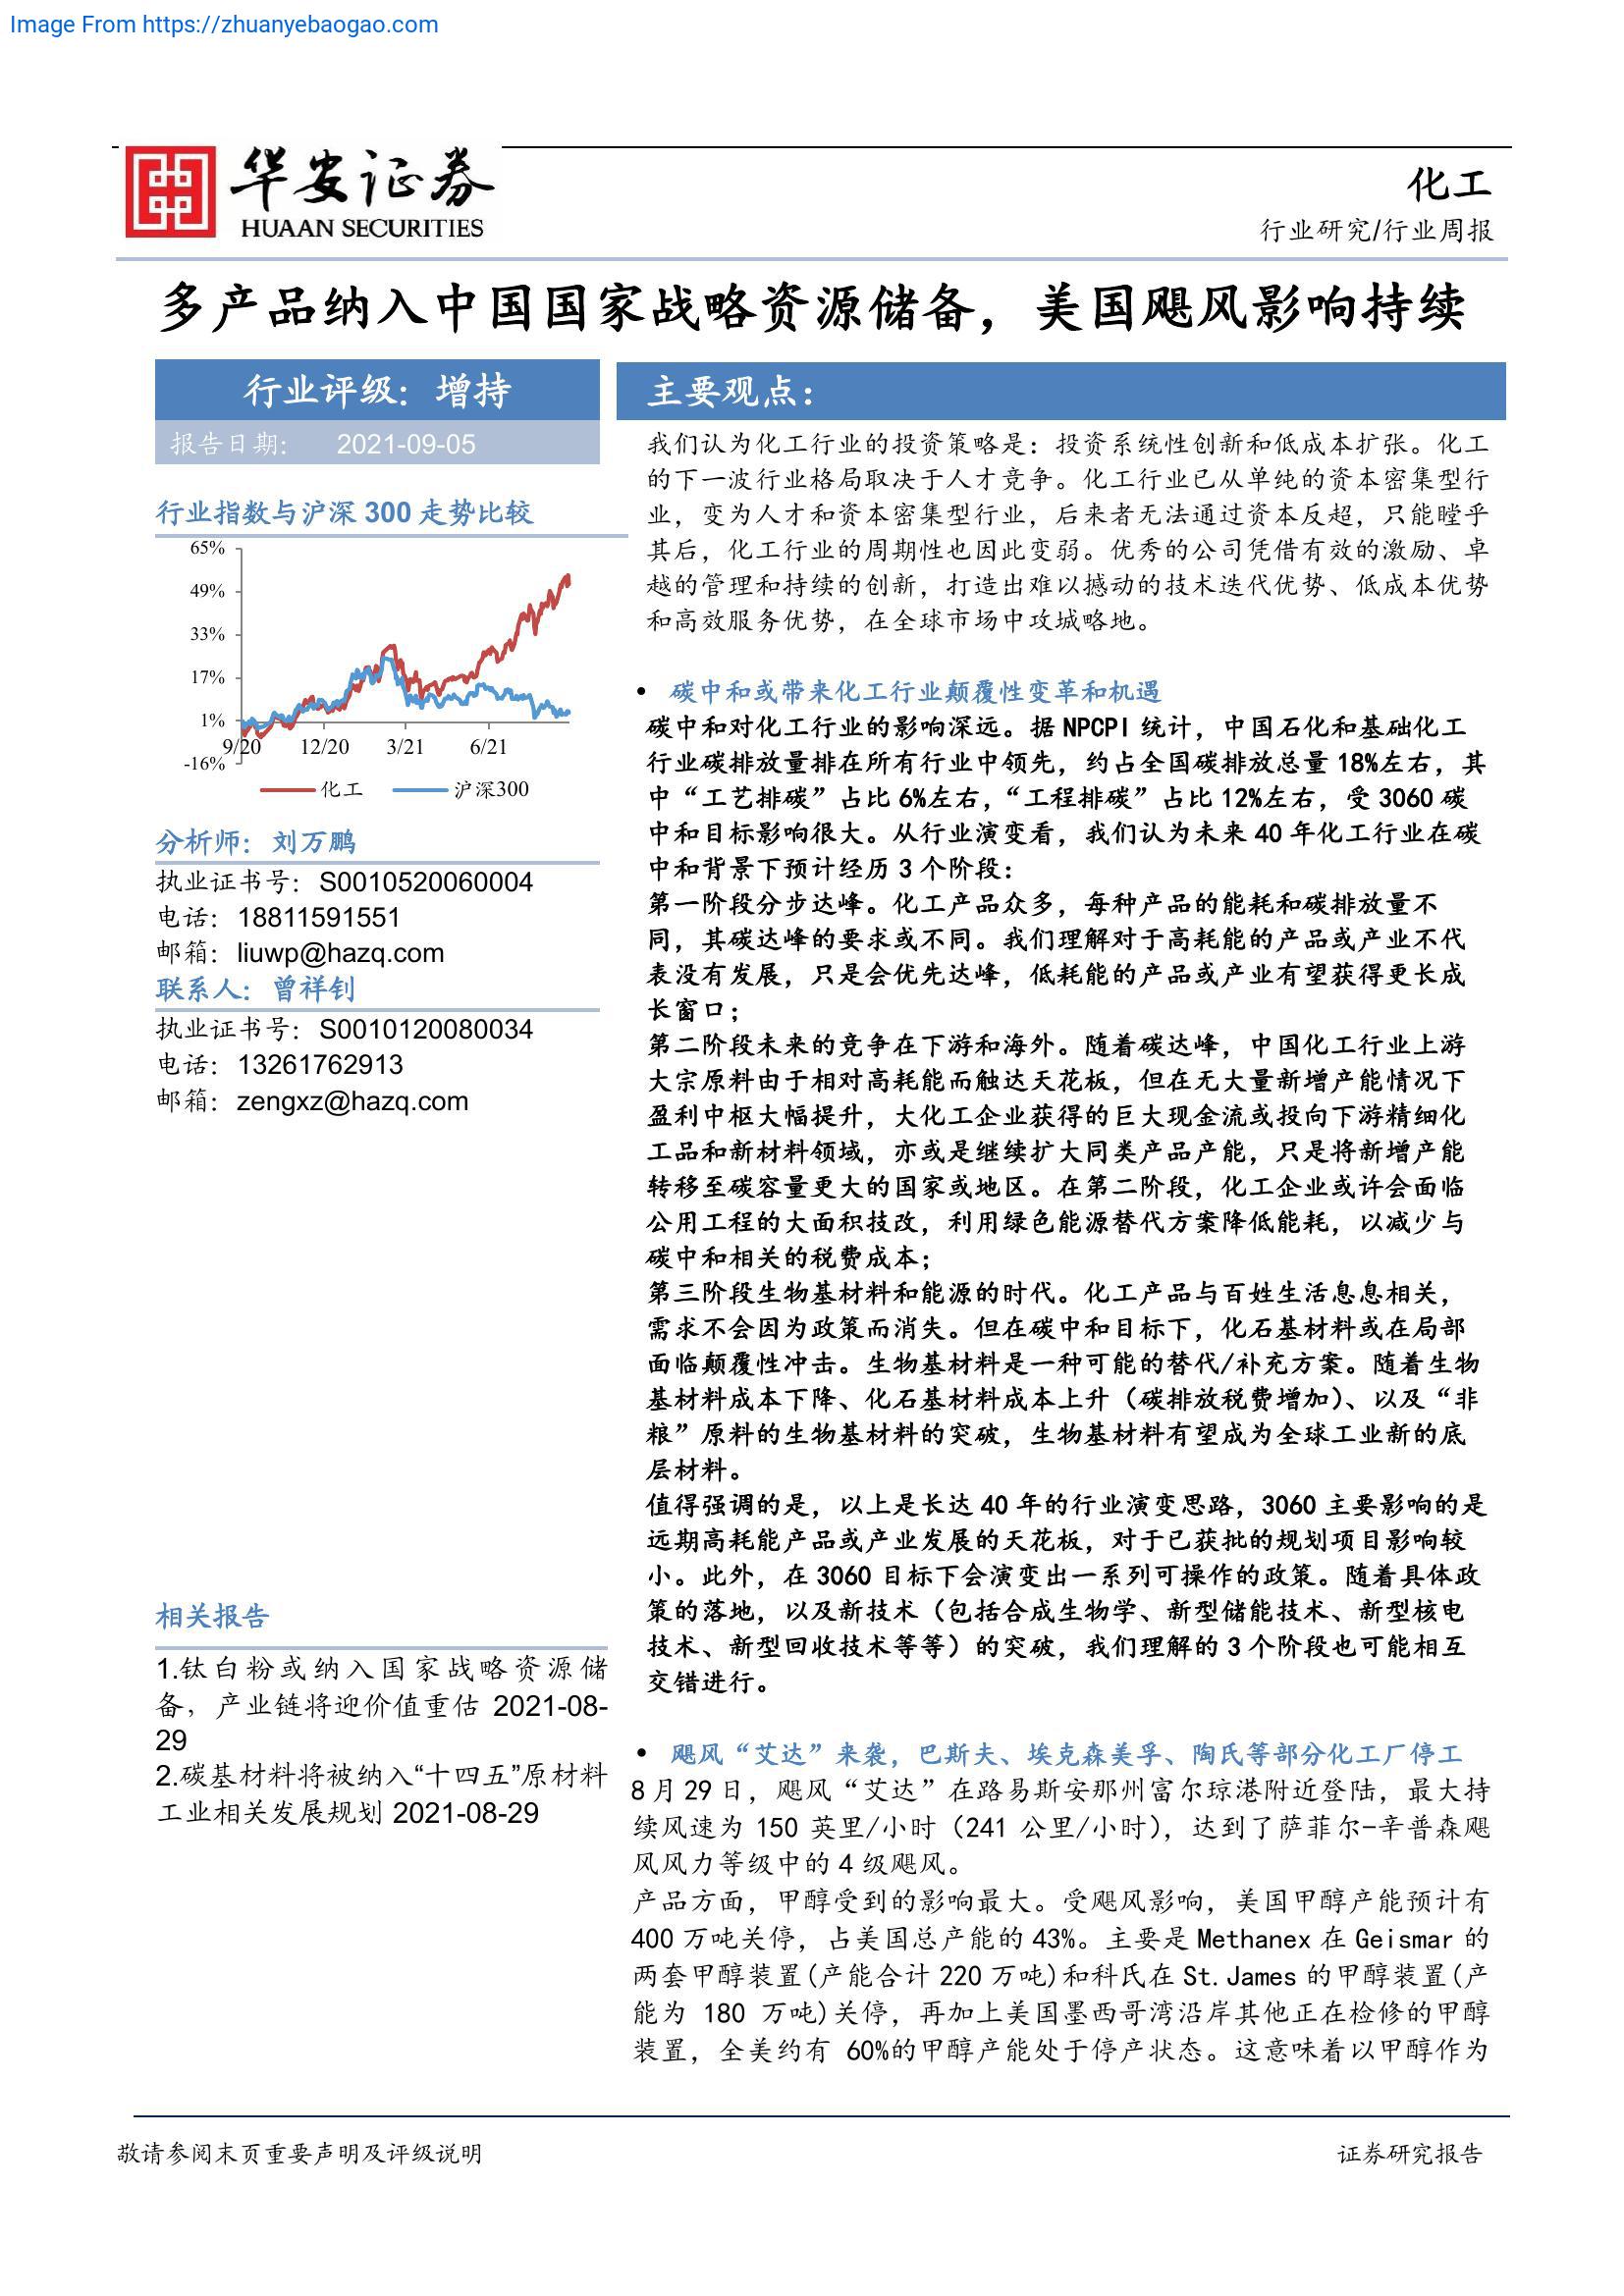 Image From https://zhuanyebaogao.com
华安证券
HUAAN SECURITIES
化工
行业研究/行业周报
多产品纳入中国国家战略资源储备，美国飓风影响持续
行业评级：增持
报告日期： 2021-09-05
行业指数与沪深 300 走势比较
65%
49%
33%
17%
1%
-16%
9/20 12/20 3/21 6/21
化工 沪深300
分析师：刘万鹏
执业证书号：S0010520060004
电话：18811591551
邮箱：liuwp@hazq.com
联系人：曾祥钊
执业证书号：S0010120080034
电话：13261762913
邮箱：zengxz@hazq.com
相关报告
1.钛白粉或纳入国家战略资源储
备，产业链将迎价值重估 2021-08-
29
2.碳基材料将被纳入“十四五”原材料
工业相关发展规划 2021-08-29
主要观点：
我们认为化工行业的投资策略是：投资系统性创新和低成本扩张。化工
的下一波行业格局取决于人才竞争。化工行业已从单纯的资本密集型行
业，变为人才和资本密集型行业，后来者无法通过资本反超，只能瞠乎
其后，化工行业的周期性也因此变弱。优秀的公司凭借有效的激励、卓
越的管理和持续的创新，打造出难以撼动的技术迭代优势、低成本优势
和高效服务优势，在全球市场中攻城略地。
• 碳中和或带来化工行业颠覆性变革和机遇
碳中和对化工行业的影响深远。据 NPCPI 统计，中国石化和基础化工
行业碳排放量排在所有行业中领先，约占全国碳排放总量 18%左右，其
中“工艺排碳”占比 6%左右，“工程排碳”占比 12%左右，受 3060 碳
中和目标影响很大。从行业演变看，我们认为未来 40 年化工行业在碳
中和背景下预计经历 3 个阶段：
第一阶段分步达峰。化工产品众多，每种产品的能耗和碳排放量不
同，其碳达峰的要求或不同。我们理解对于高耗能的产品或产业不代
表没有发展，只是会优先达峰，低耗能的产品或产业有望获得更长成
长窗口；
第二阶段未来的竞争在下游和海外。随着碳达峰，中国化工行业上游
大宗原料由于相对高耗能而触达天花板，但在无大量新增产能情况下
盈利中枢大幅提升，大化工企业获得的巨大现金流或投向下游精细化
工品和新材料领域，亦或是继续扩大同类产品产能，只是将新增产能
转移至碳容量更大的国家或地区。在第二阶段，化工企业或许会面临
公用工程的大面积技改，利用绿色能源替代方案降低能耗，以减少与
碳中和相关的税费成本；
第三阶段生物基材料和能源的时代。化工产品与百姓生活息息相关，
需求不会因为政策而消失。但在碳中和目标下，化石基材料或在局部
面临颠覆性冲击。生物基材料是一种可能的替代/补充方案。随着生物
基材料成本下降、化石基材料成本上升（碳排放税费增加）、以及“非
粮”原料的生物基材料的突破，生物基材料有望成为全球工业新的底
层材料。
值得强调的是，以上是长达 40 年的行业演变思路，3060 主要影响的是
远期高耗能产品或产业发展的天花板，对于已获批的规划项目影响较
小。此外，在 3060 目标下会演变出一系列可操作的政策。随着具体政
策的落地，以及新技术（包括合成生物学、新型储能技术、新型核电
技术、新型回收技术等等）的突破，我们理解的 3 个阶段也可能相互
交错进行。
• 飓风“艾达”来袭，巴斯夫、埃克森美孚、陶氏等部分化工厂停工
8 月 29 日，飓风“艾达”在路易斯安那州富尔琼港附近登陆，最大持
续风速为 150 英里/小时（241 公里/小时），达到了萨菲尔-辛普森飓
风风力等级中的 4 级飓风。
产品方面，甲醇受到的影响最大。受飓风影响，美国甲醇产能预计有
400 万吨关停，占美国总产能的 43%。主要是 Methanex 在 Geismar 的
两套甲醇装置(产能合计 220 万吨)和科氏在 St.James 的甲醇装置(产
能为 180 万吨)关停，再加上美国墨西哥湾沿岸其他正在检修的甲醇
装置，全美约有 60%的甲醇产能处于停产状态。这意味着以甲醇作为
敬请参阅末页重要声明及评级说明
证券研究报告